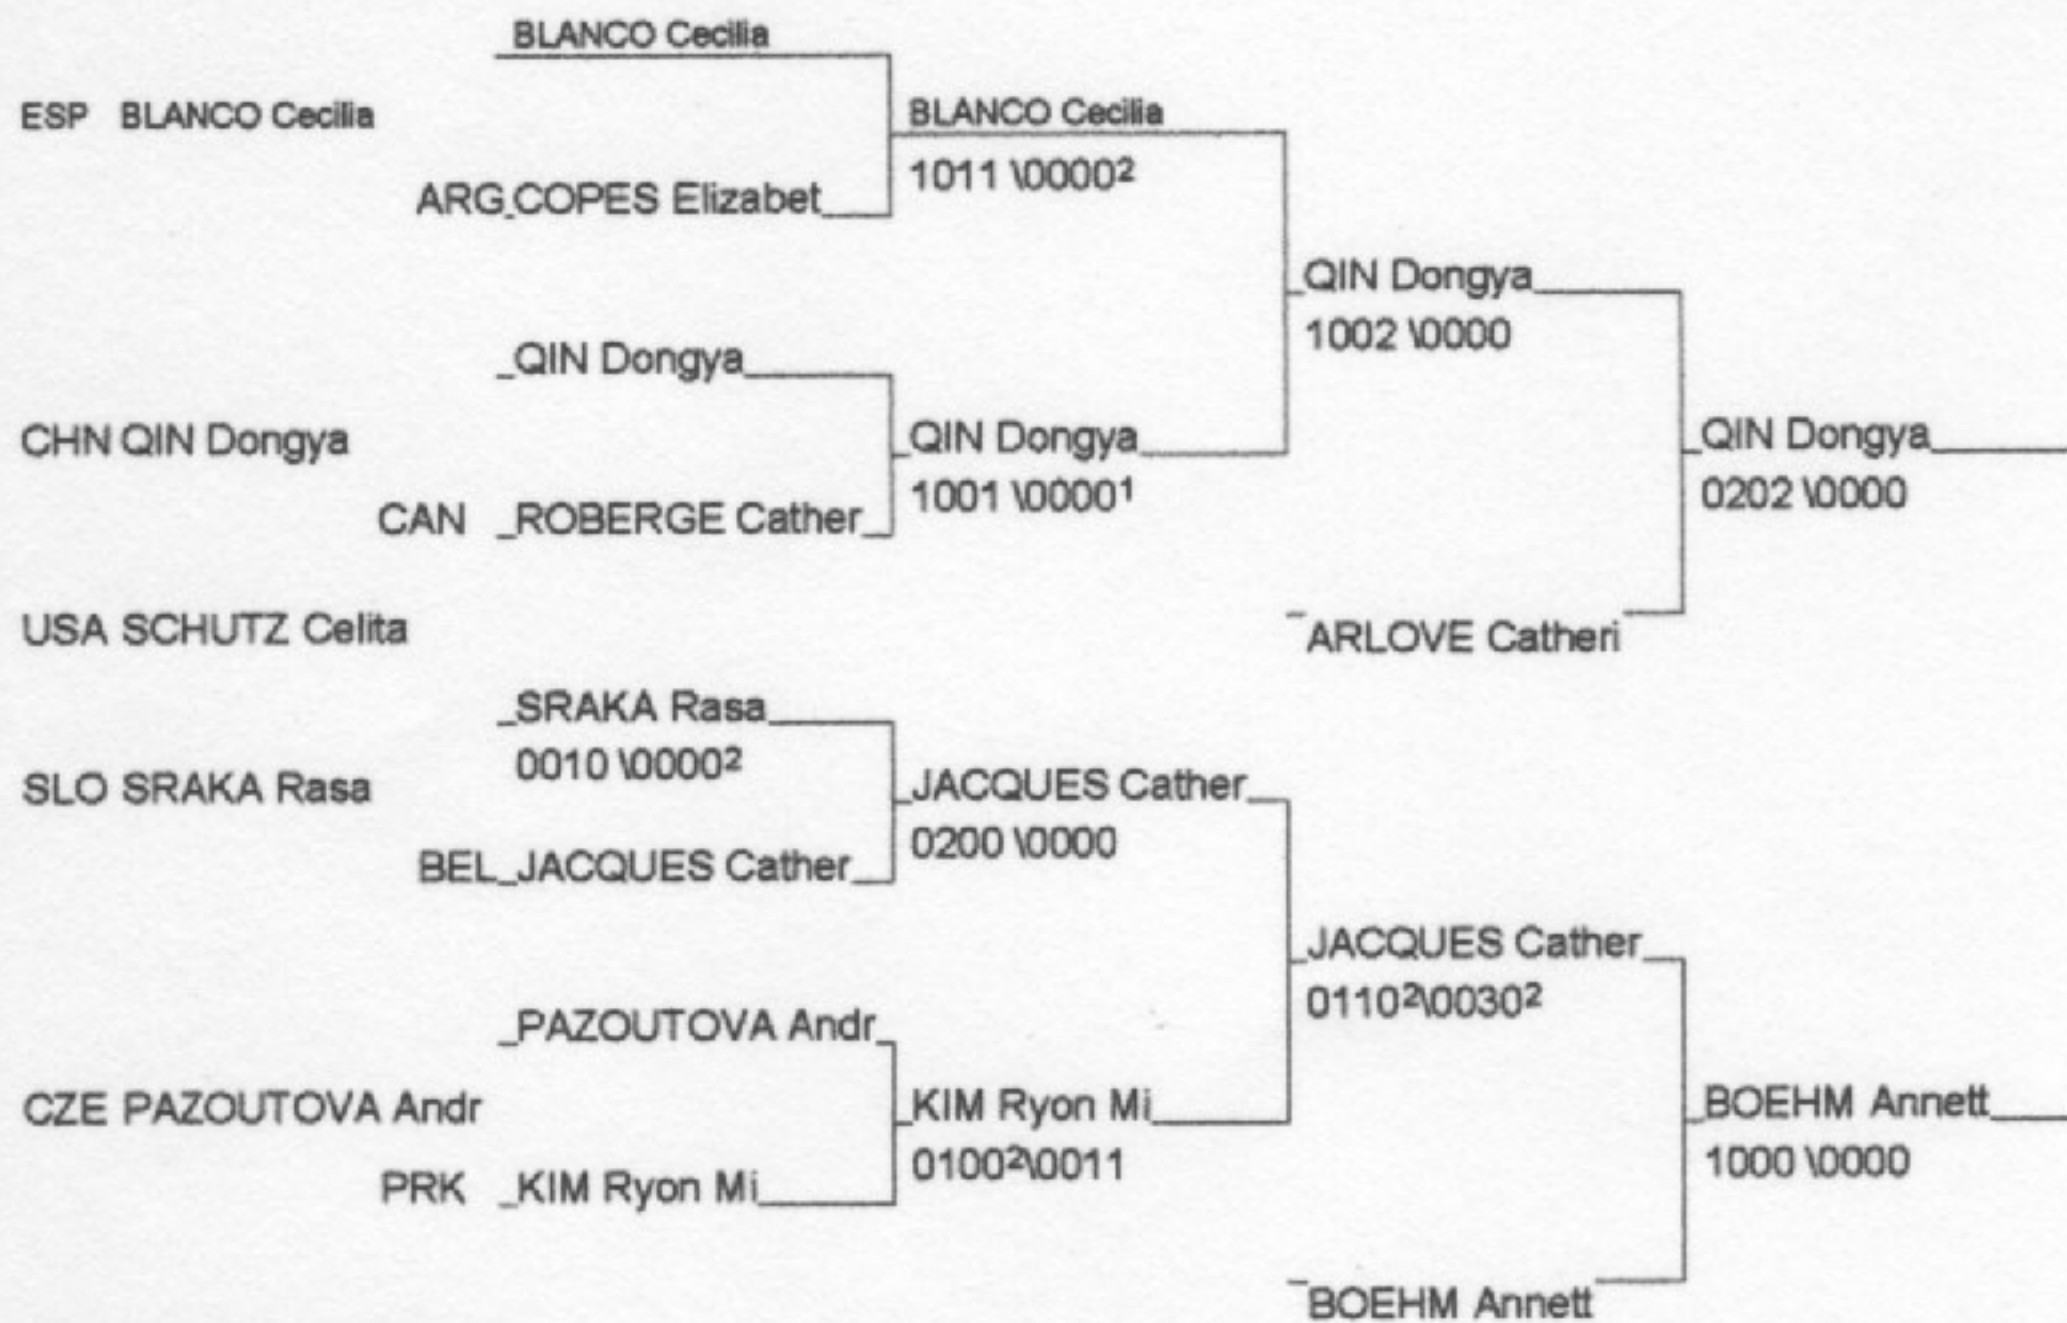 BLANCO Cecilia
ESP BLANCO Cecilia
BLANCO Cecilia
1011 \0000²
ARG COPES Elizabet
QIN Dongya
1002 \0000
QIN Dongya
CHN QIN Dongya
QIN Dongya
1001 \0000¹
QIN Dongya
0202 \0000
CAN ROBERGE Cather
USA SCHUTZ Celita
ARLOVE Catheri
SRAKA Rasa
0010 \0000²
SLO SRAKA Rasa
JACQUES Cather
0200 \0000
BEL JACQUES Cather
JACQUES Cather
0110²\0030²
PAZOUTOVA Andr
CZE PAZOUTOVA Andr
KIM Ryon Mi
0100²\0011
BOEHM Annett
1000 \0000
PRK KIM Ryon Mi
BOEHM Annett